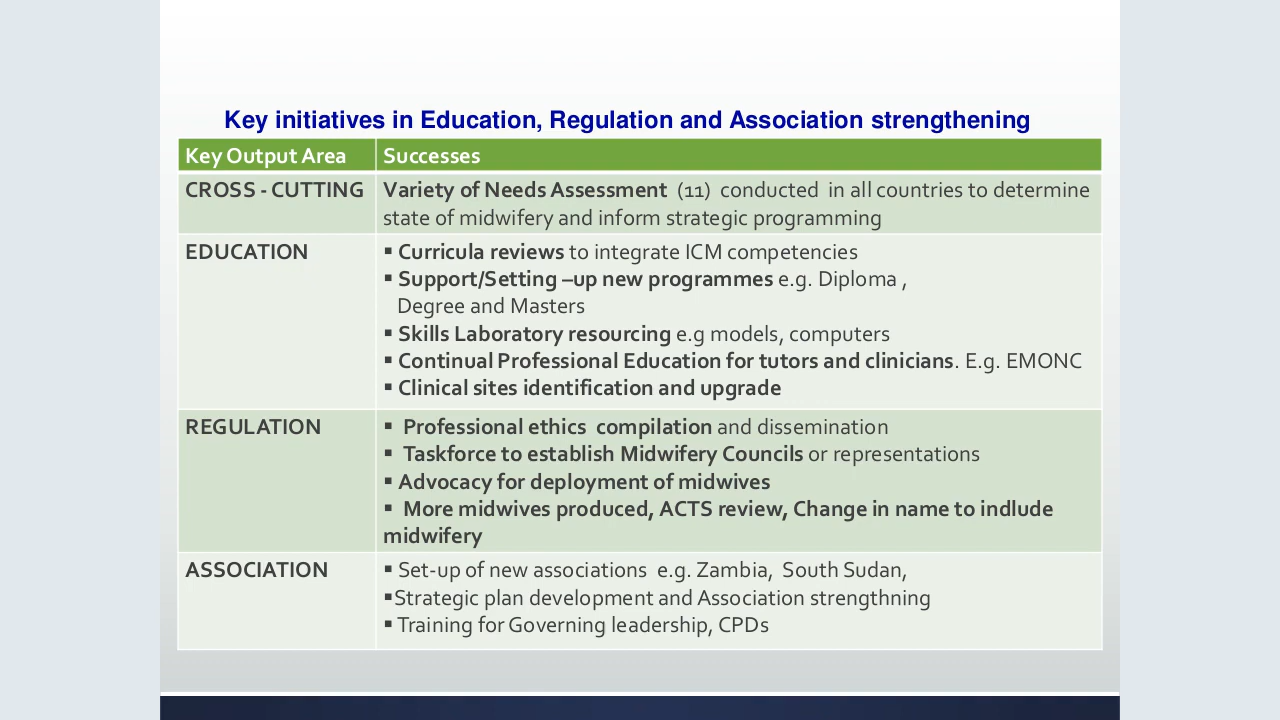 Key initiatives in Education, Regulation and Association strengthening
Key Output Area Successes
CROSS - CUTTING Variety of Needs Assessment (11) conducted in all countries to determine
state of midwifery and inform strategic programming
EDUCATION ▪ Curricula reviews to integrate ICM competencies
▪ Support/Setting –up new programmes e.g. Diploma ,
Degree and Masters
▪ Skills Laboratory resourcing e.g models, computers
▪ Continual Professional Education for tutors and clinicians. E.g. EMONC
▪ Clinical sites identification and upgrade
REGULATION ▪ Professional ethics compilation and dissemination
▪ Taskforce to establish Midwifery Councils or representations
▪ Advocacy for deployment of midwives
▪ More midwives produced, ACTS review, Change in name to indlude
midwifery
ASSOCIATION ▪ Set-up of new associations e.g. Zambia, South Sudan,
▪Strategic plan development and Association strengthning
▪ Training for Governing leadership, CPDs